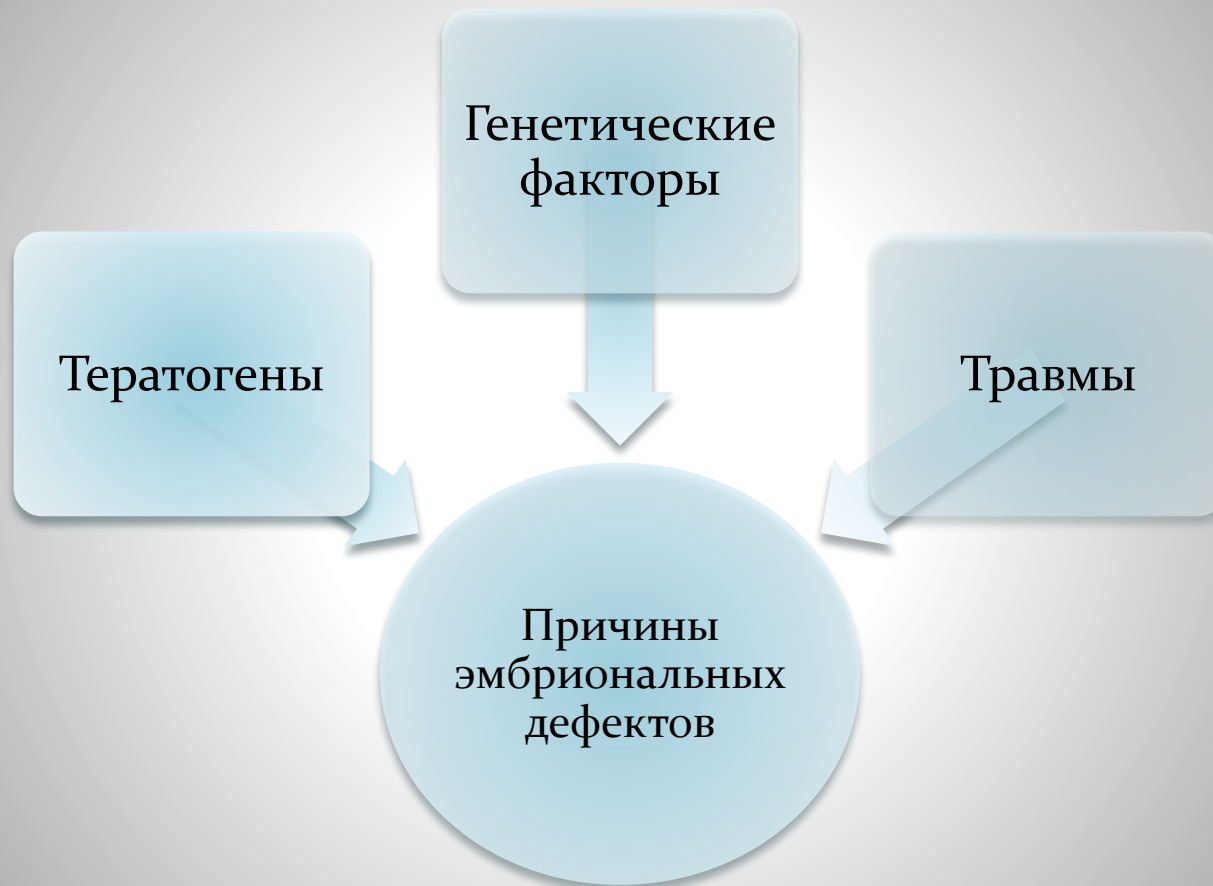 Генетические
факторы
Тератогены
Травмы
Причины
эмбриональных
дефектов